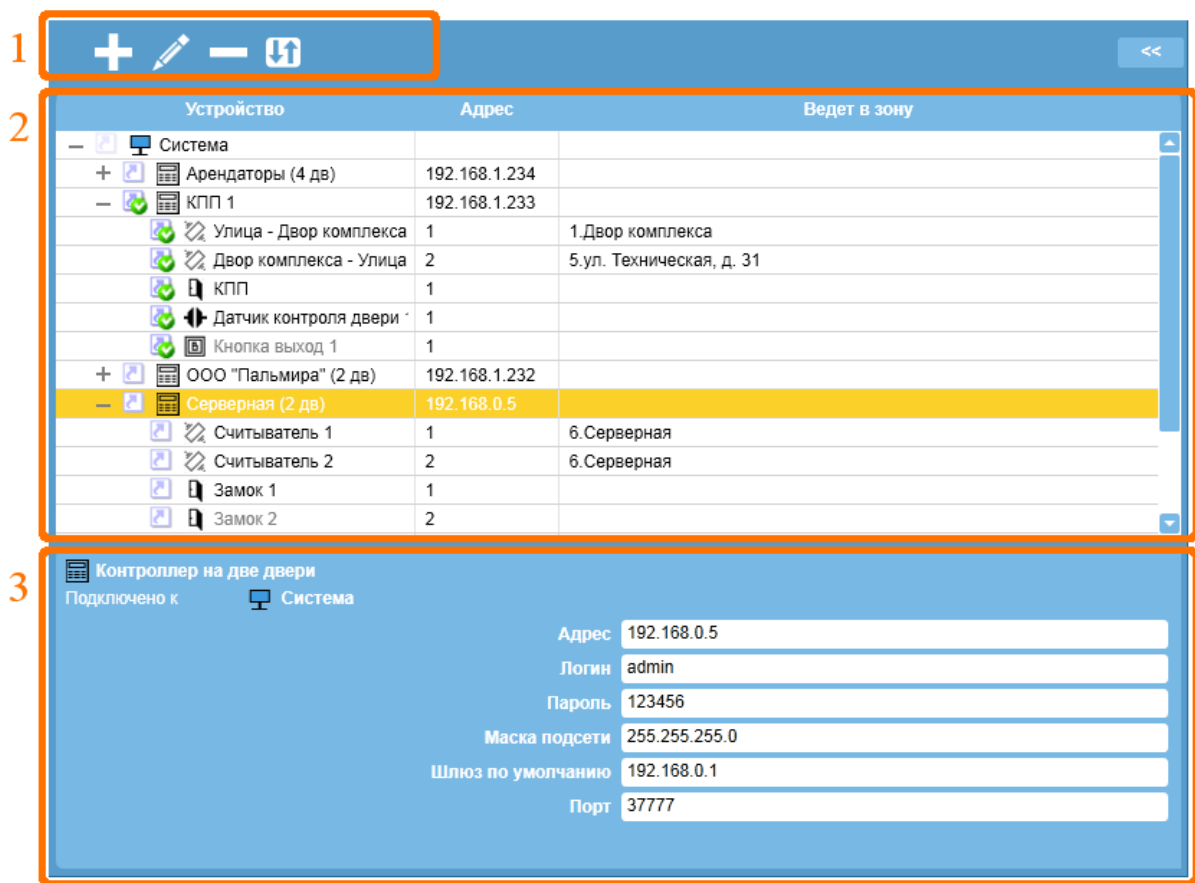 1
<<
2
Устройство Адрес Ведет в зону
Система
Арендаторы (4 дв) 192.168.1.234
КПП 1 192.168.1.233
Улица - Двор комплекса 1 1.Двор комплекса
Двор комплекса - Улица 2 5.ул. Техническая, д. 31
КПП 1
Датчик контроля двери 1
Кнопка выход 1 1
ООО "Пальмира" (2 дв) 192.168.1.232
Серверная (2 дв) 192.168.0.5
Считыватель 1 1 6.Серверная
Считыватель 2 2 6.Серверная
Замок 1 1
Замок 2 2
3
Контроллер на две двери
Подключено к Система
Адрес 192.168.0.5
Логин admin
Пароль 123456
Маска подсети 255.255.255.0
Шлюз по умолчанию 192.168.0.1
Порт 37777